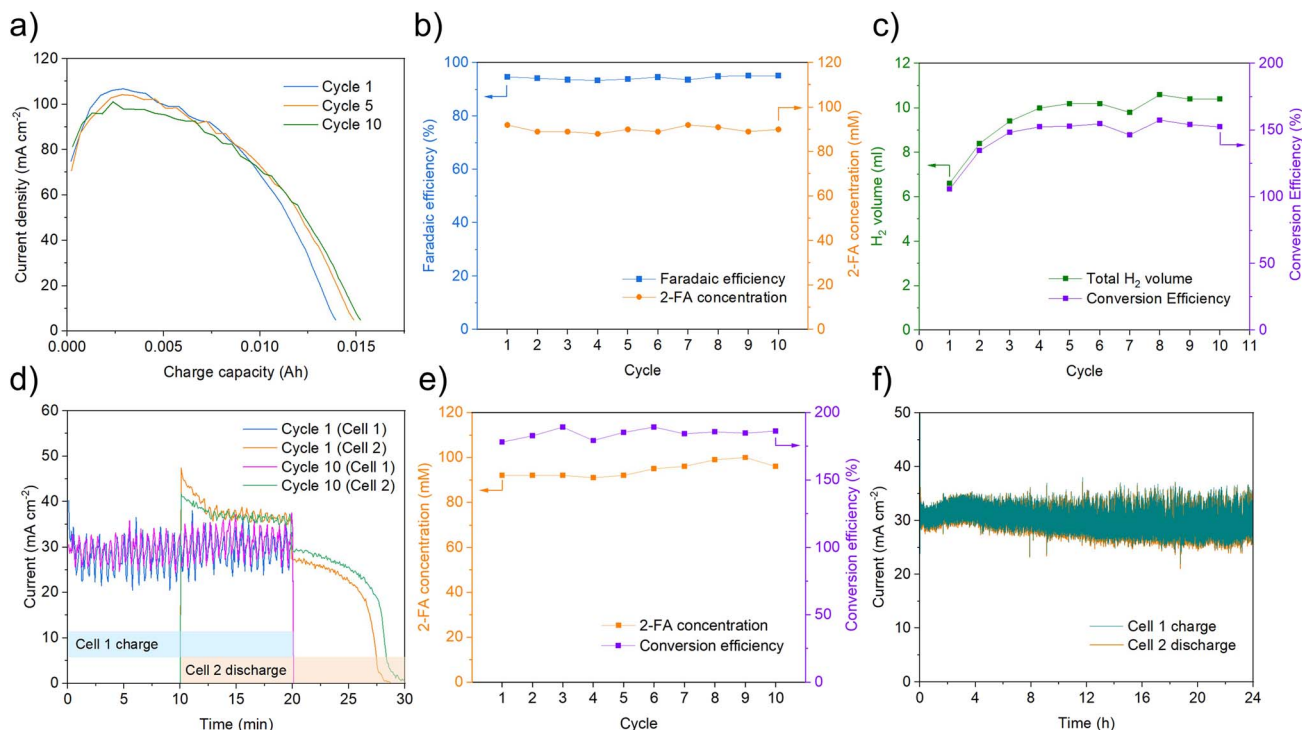 a)
120
100
80
60
40
20
0
Current density (mA cm⁻²)
0.000
0.005
0.010
0.015
Charge capacity (Ah)
Cycle 1
Cycle 5
Cycle 10
b)
100
80
60
40
20
0
Faradaic efficiency (%)
120
100
80
60
40
20
0
2-FA concentration (mM)
1 2 3 4 5 6 7 8 9 10
Cycle
Faradaic efficiency
2-FA concentration
c)
12
10
8
6
4
2
0
H₂ volume (ml)
200
150
100
50
0
Conversion Efficiency (%)
0 1 2 3 4 5 6 7 8 9 10 11
Cycle
Total H₂ volume
Conversion Efficiency
d)
60
50
40
30
20
10
0
Current (mA cm⁻²)
0 5 10 15 20 25 30
Time (min)
Cycle 1 (Cell 1)
Cycle 1 (Cell 2)
Cycle 10 (Cell 1)
Cycle 10 (Cell 2)
Cell 1 charge
Cell 2 discharge
e)
120
100
80
60
40
20
0
2-FA concentration (mM)
200
150
100
50
0
Conversion efficiency (%)
1 2 3 4 5 6 7 8 9 10
Cycle
2-FA concentration
Conversion efficiency
f)
50
40
30
20
10
0
Current (mA cm⁻²)
0 4 8 12 16 20 24
Time (h)
Cell 1 charge
Cell 2 discharge